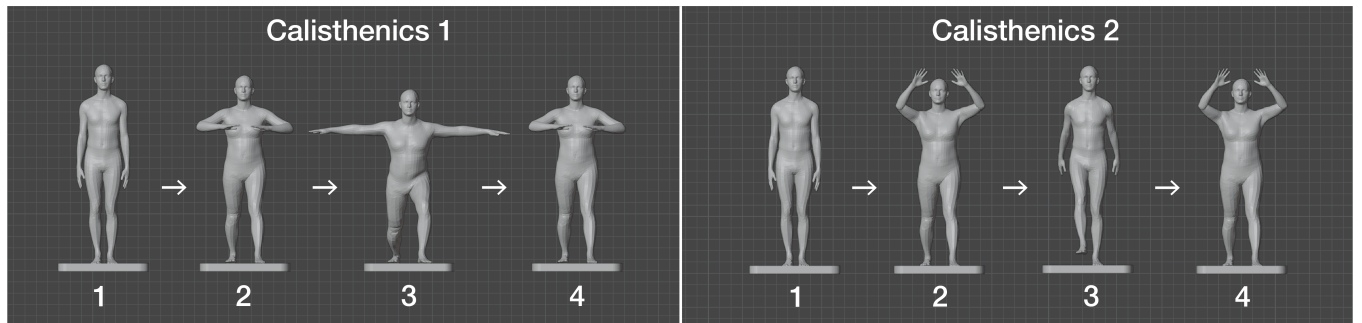 Calisthenics 1
1 → 2 → 3 → 4
Calisthenics 2
1 → 2 → 3 → 4